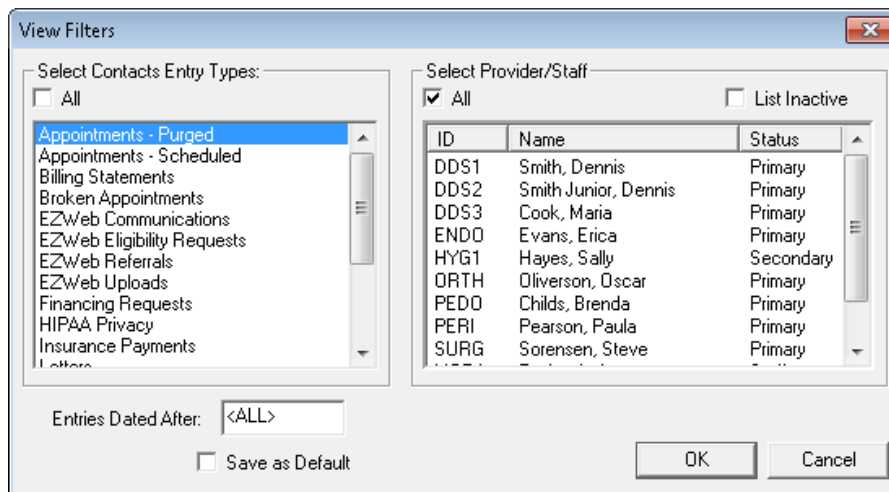 View Filters
Select Contacts Entry Types:
All
Appointments - Purged
Appointments - Scheduled
Billing Statements
Broken Appointments
EZWeb Communications
EZWeb Eligibility Requests
EZWeb Referrals
EZWeb Uploads
Financing Requests
HIPAA Privacy
Insurance Payments
Letters
Select Provider/Staff
All List Inactive
ID Name Status
DDS1 Smith, Dennis Primary
DDS2 Smith Junior, Dennis Primary
DDS3 Cook, Maria Primary
ENDO Evans, Erica Primary
HYG1 Hayes, Sally Secondary
ORTH Oliverson, Oscar Primary
PEDO Childs, Brenda Primary
PERI Pearson, Paula Primary
SURG Sorensen, Steve Primary
Entries Dated After: <ALL>
Save as Default
OK Cancel